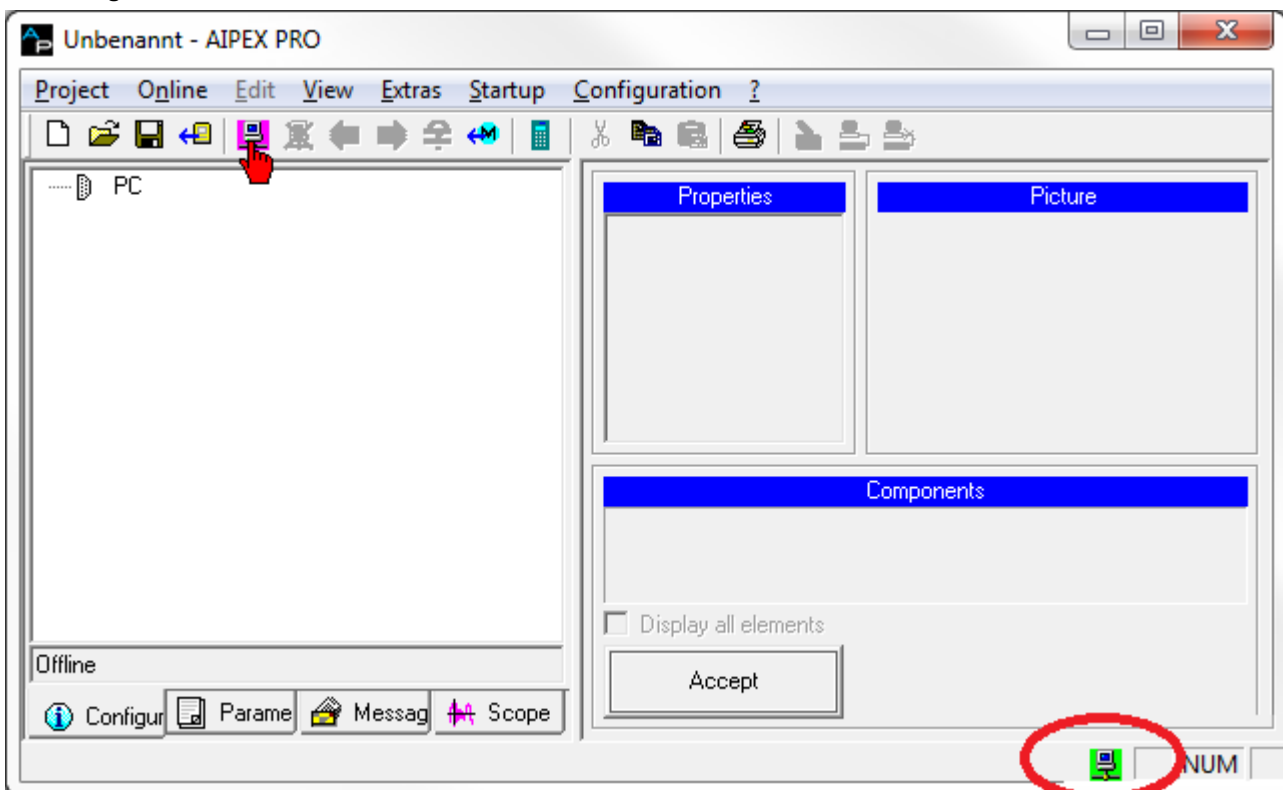 Unbenannt - AIPEX PRO
Project Online Edit View Extras Startup Configuration ?
PC
Properties
Picture
Components
Display all elements
Offline
Accept
Configur Parame Messag Scope
NUM